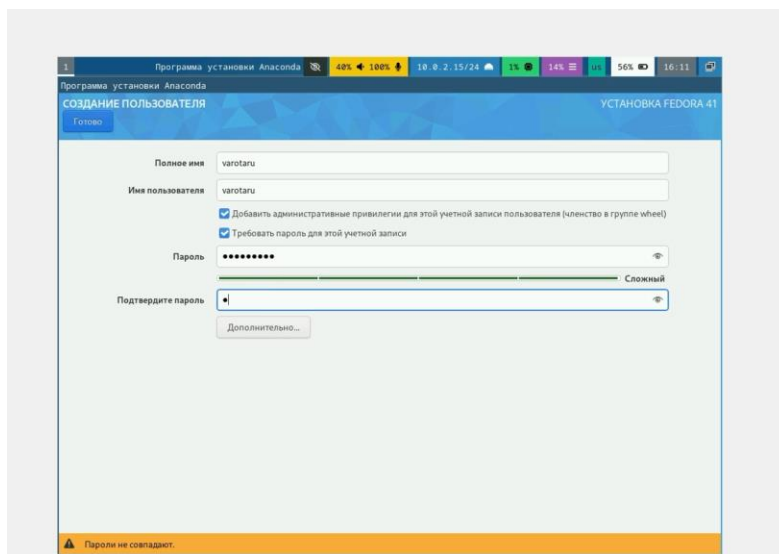 1 Программа установки Anaconda 40% 100% 10.0.2.15/24 1% 14% us 56% 16:11
Программа установки Anaconda
СОЗДАНИЕ ПОЛЬЗОВАТЕЛЯ УСТАНОВКА FEDORA 41
Готово
Полное имя varotaru
Имя пользователя varotaru
Добавить административные привилегии для этой учетной записи пользователя (членство в группе wheel)
Требовать пароль для этой учетной записи
Пароль •••••••••
Сложный
Подтвердите пароль •
Дополнительно...
Пароли не совпадают.